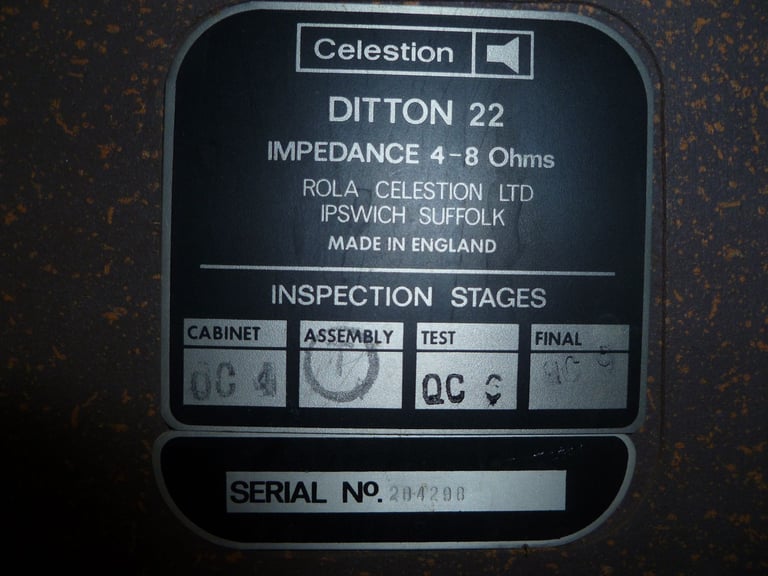 Celestion
DITTON 22
IMPEDANCE 4-8 Ohms
ROLA CELESTION LTD
IPSWICH SUFFOLK
MADE IN ENGLAND
INSPECTION STAGES
CABINET ASSEMBLY TEST FINAL
QC 4 QC
SERIAL No.